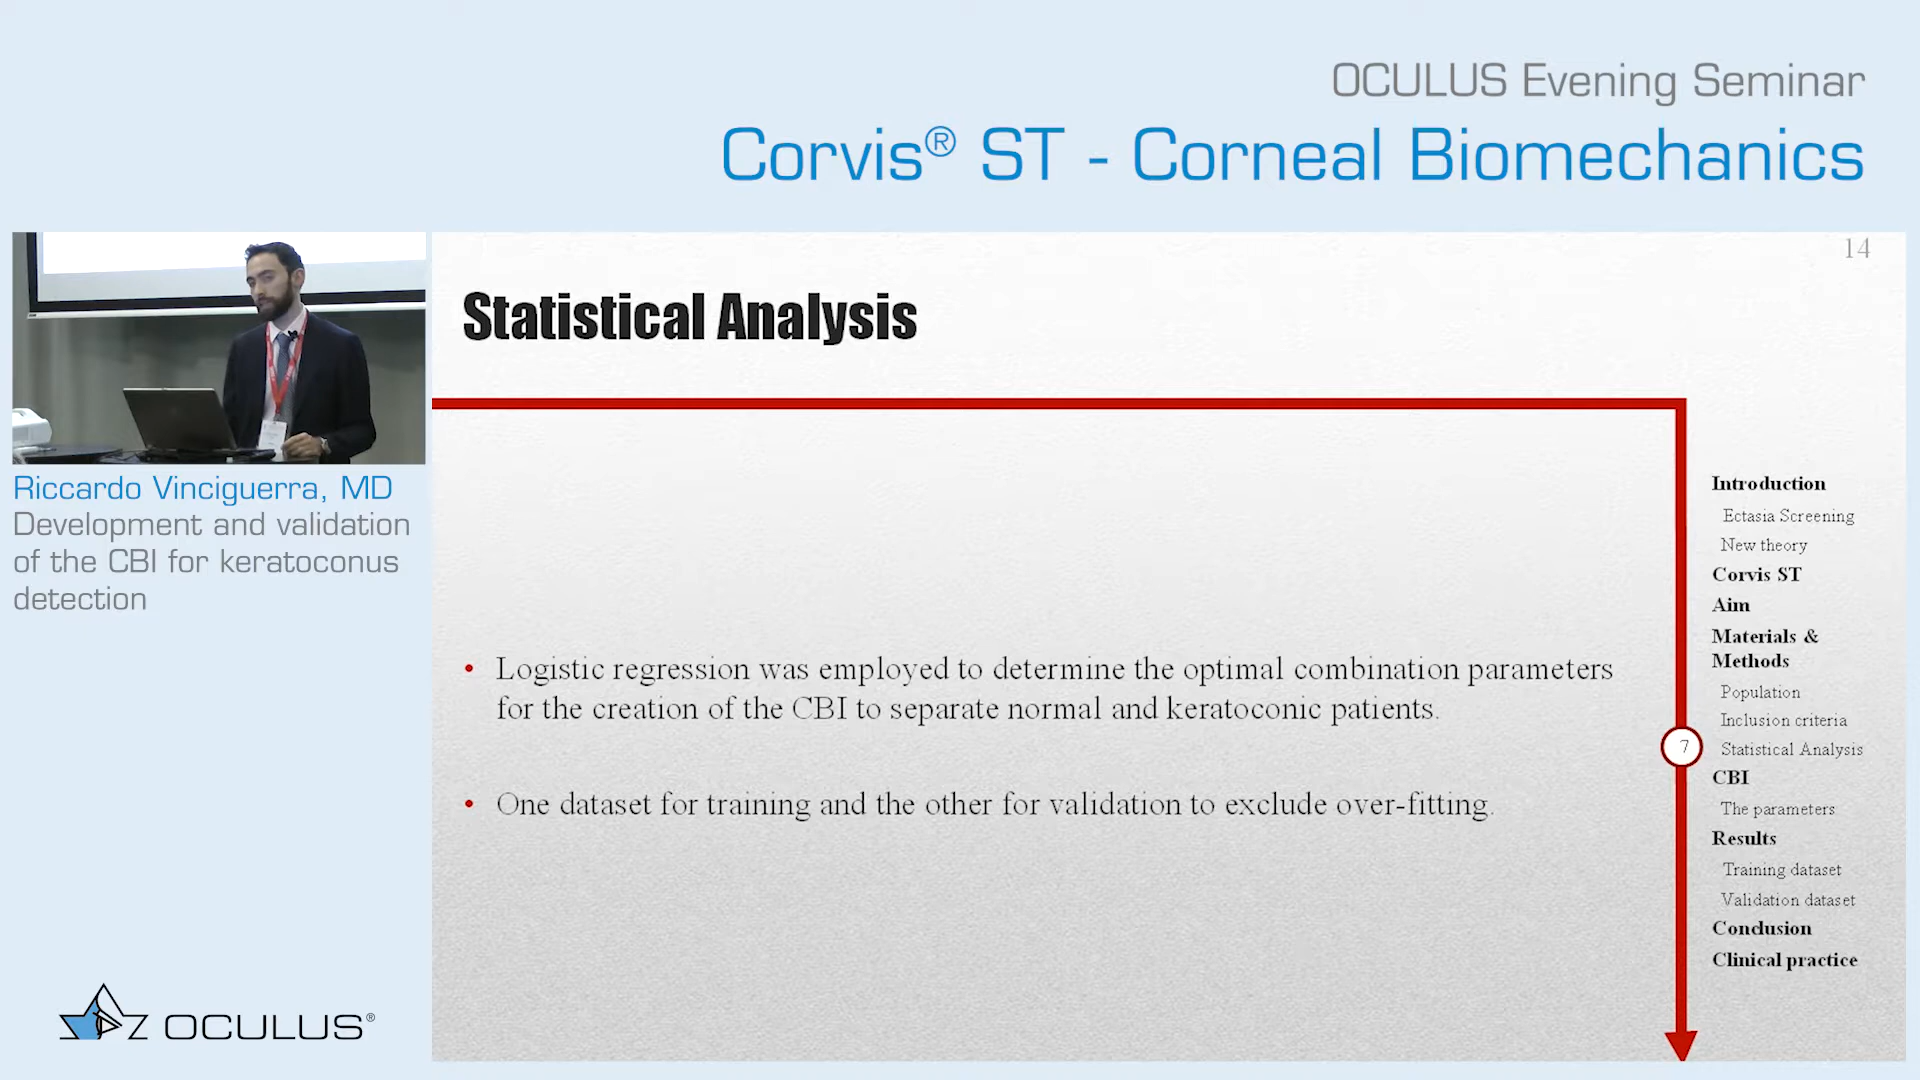 OCULUS Evening Seminar
Corvis® ST - Corneal Biomechanics
14
Statistical Analysis
Riccardo Vinciguerra, MD
Development and validation
of the CBI for keratoconus
detection
• Logistic regression was employed to determine the optimal combination parameters
for the creation of the CBI to separate normal and keratoconic patients.
• One dataset for training and the other for validation to exclude over-fitting.
Introduction
Ectasia Screening
New theory
Corvis ST
Aim
Materials &
Methods
Population
Inclusion criteria
7 Statistical Analysis
CBI
The parameters
Results
Training dataset
Validation dataset
Conclusion
Clinical practice
OCULUS®